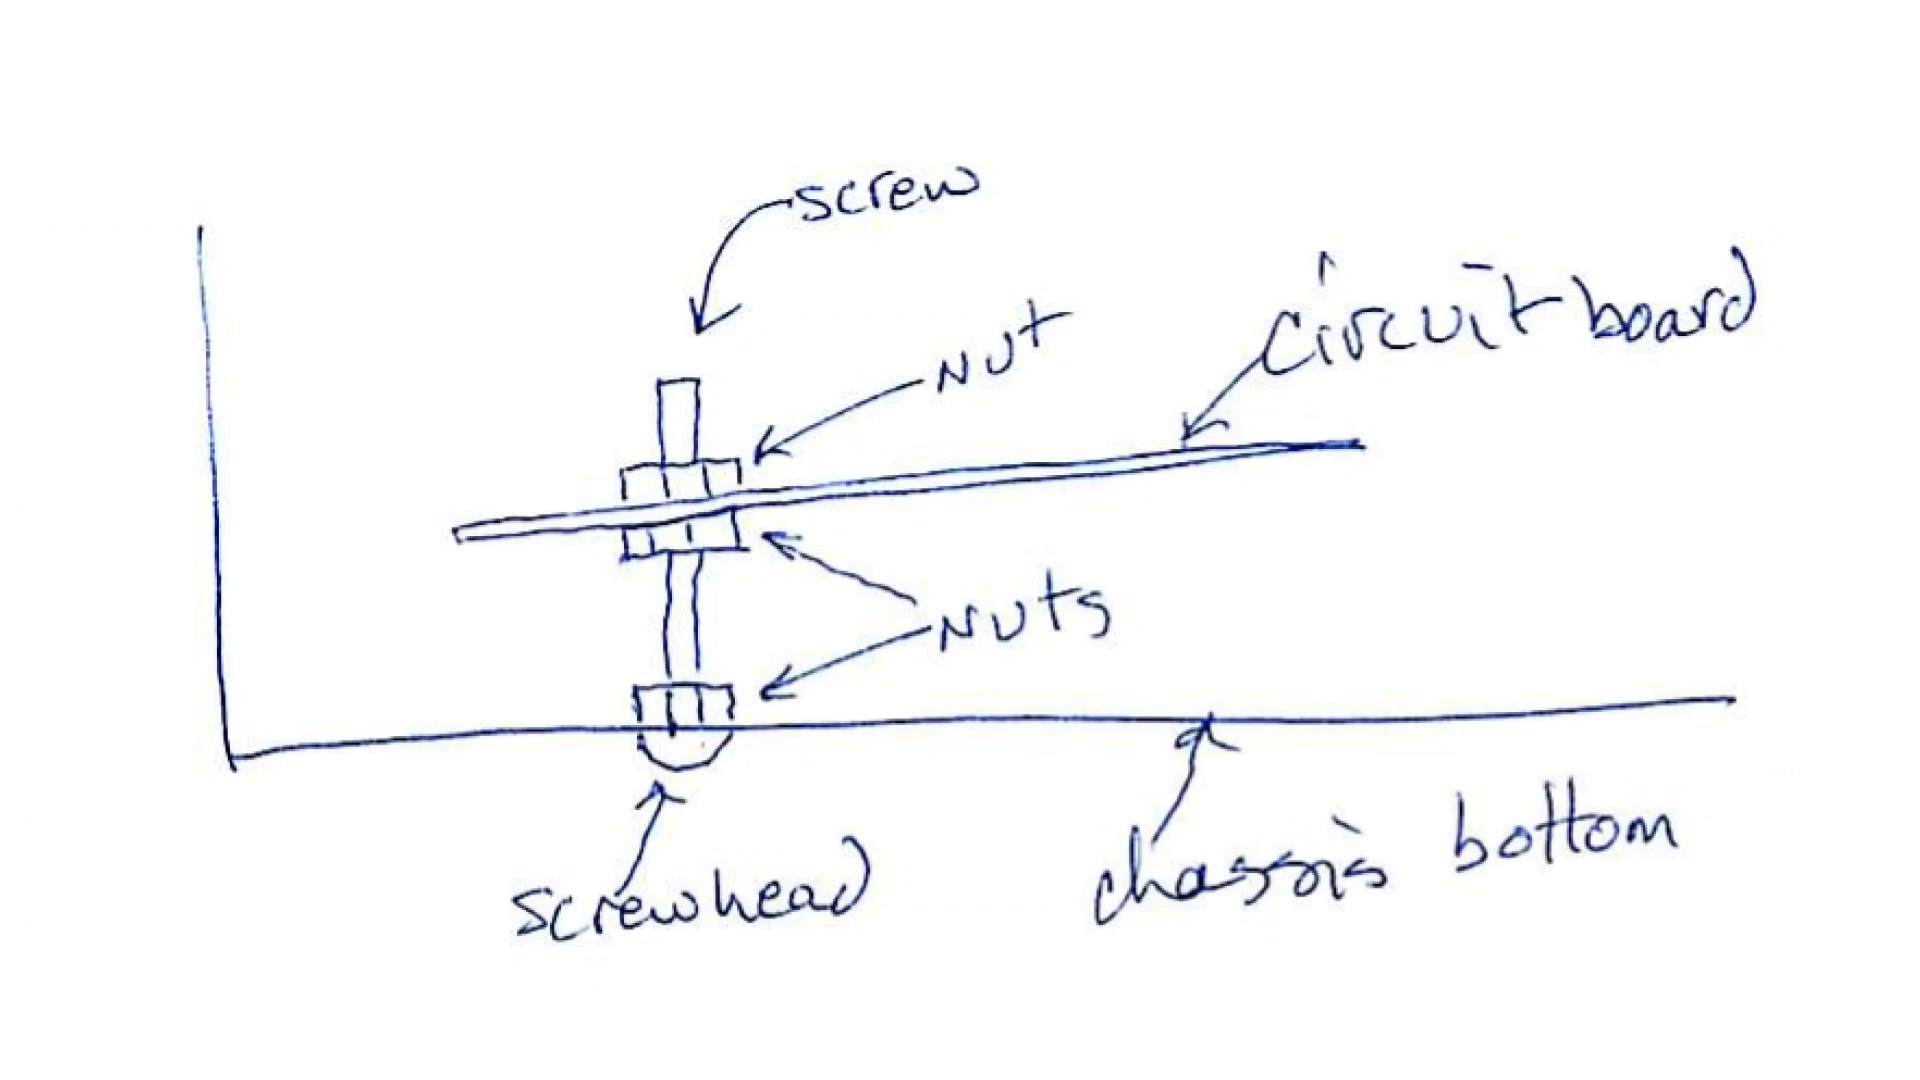 screw
nut
circuit board
nuts
screwhead
chassis bottom